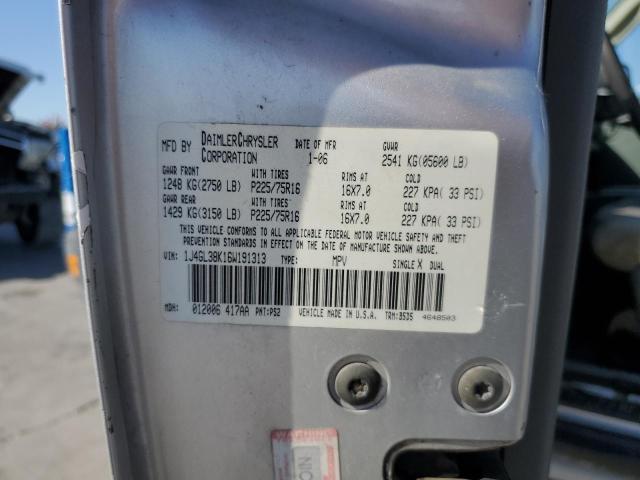 MFD BY DAIMLERCHRYSLER CORPORATION DATE OF MFR 1-06 GVWR 2541 KG(05600 LB)
GAWR FRONT WITH TIRES RIMS AT COLD
1248 KG(2750 LB) P225/75R16 16X7.0 227 KPA( 33 PSI)
GAWR REAR WITH TIRES RIMS AT COLD
1429 KG(3150 LB) P225/75R16 16X7.0 227 KPA( 33 PSI)
THIS VEHICLE CONFORMS TO ALL APPLICABLE FEDERAL MOTOR VEHICLE SAFETY AND THEFT
PREVENTION STANDARDS IN EFFECT ON THE DATE OF MANUFACTURE SHOWN ABOVE.
VIN: 1J4GL38K16W191313 TYPE: MPV SINGLE X DUAL
MDH: 012006 417AA PNT:PS2 VEHICLE MADE IN U.S.A. TRM:BSDS 4648503
NIC